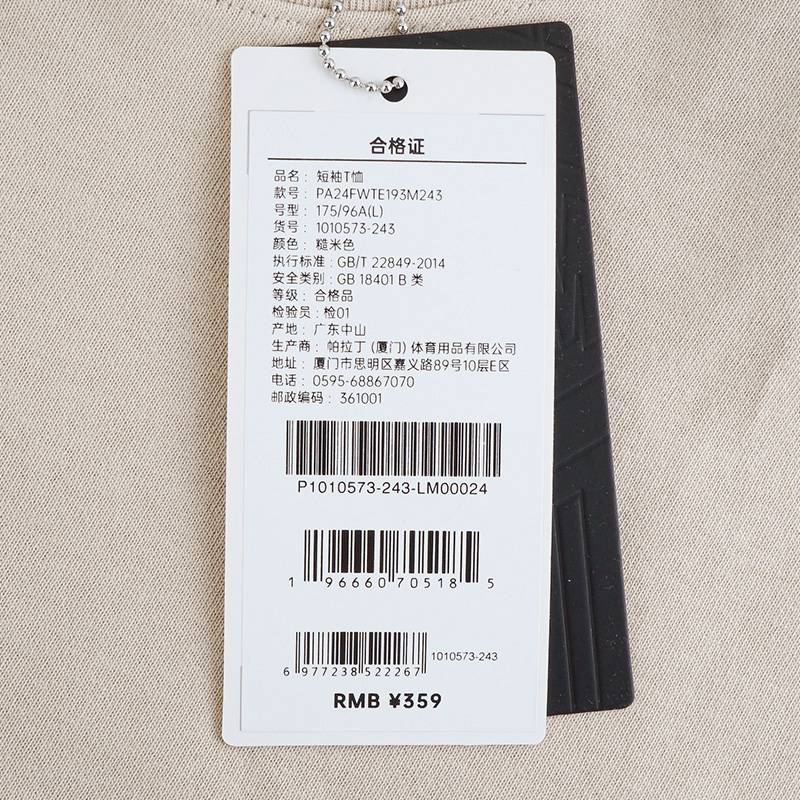 合格证
品名： 短袖T恤
款号： PA24FWTE193M243
号型： 175/96A(L)
货号： 1010573-243
颜色： 糙米色
执行标准：GB/T 22849-2014
安全类别：GB 18401 B 类
等级：合格品
检验员：检01
产地： 广东中山
生产商： 帕拉丁 (厦门) 体育用品有限公司
地址： 厦门市思明区嘉义路89号10层E区
电话： 0595-68867070
邮政编码： 361001
P1010573-243-LM00024
1 96660 70518 5
6 977238 522267 1010573-243
RMB ¥359